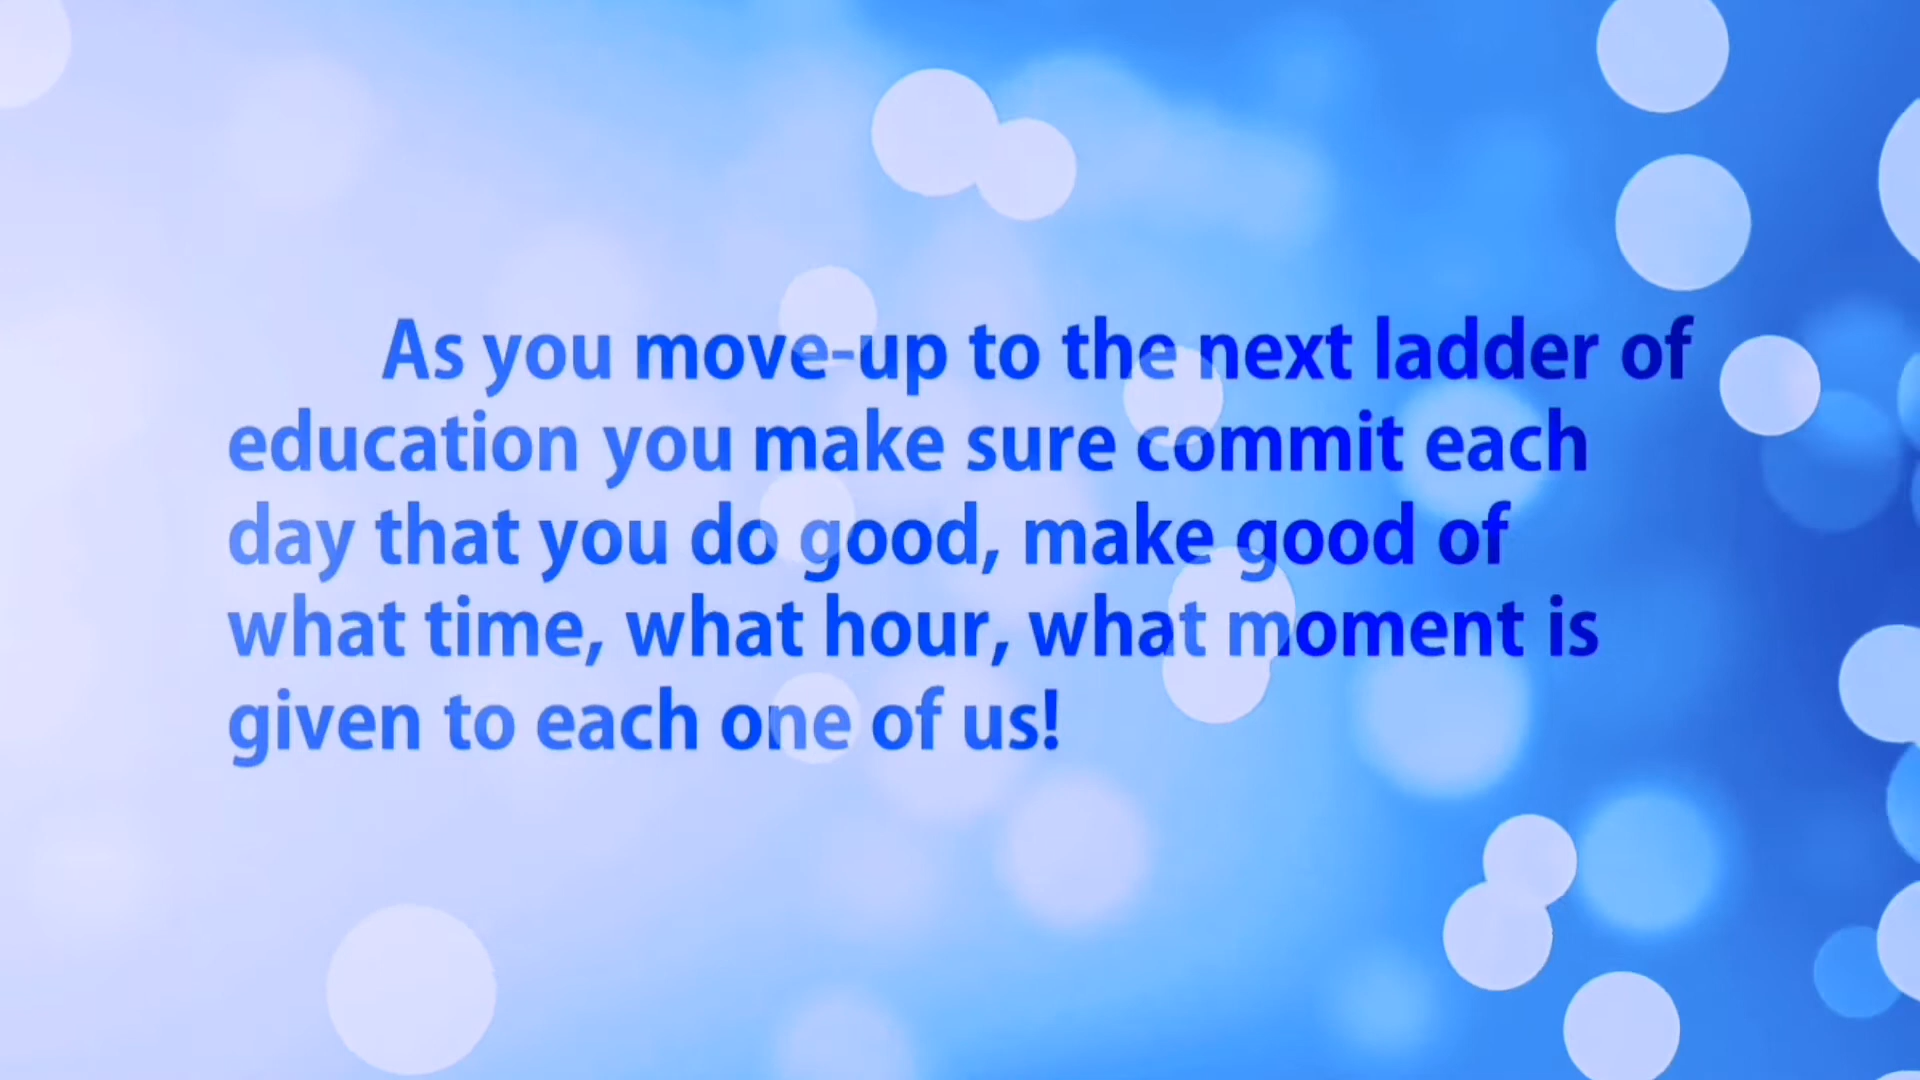 As you move-up to the next ladder of
education you make sure commit each
day that you do good, make good of
what time, what hour, what moment is
given to each one of us!